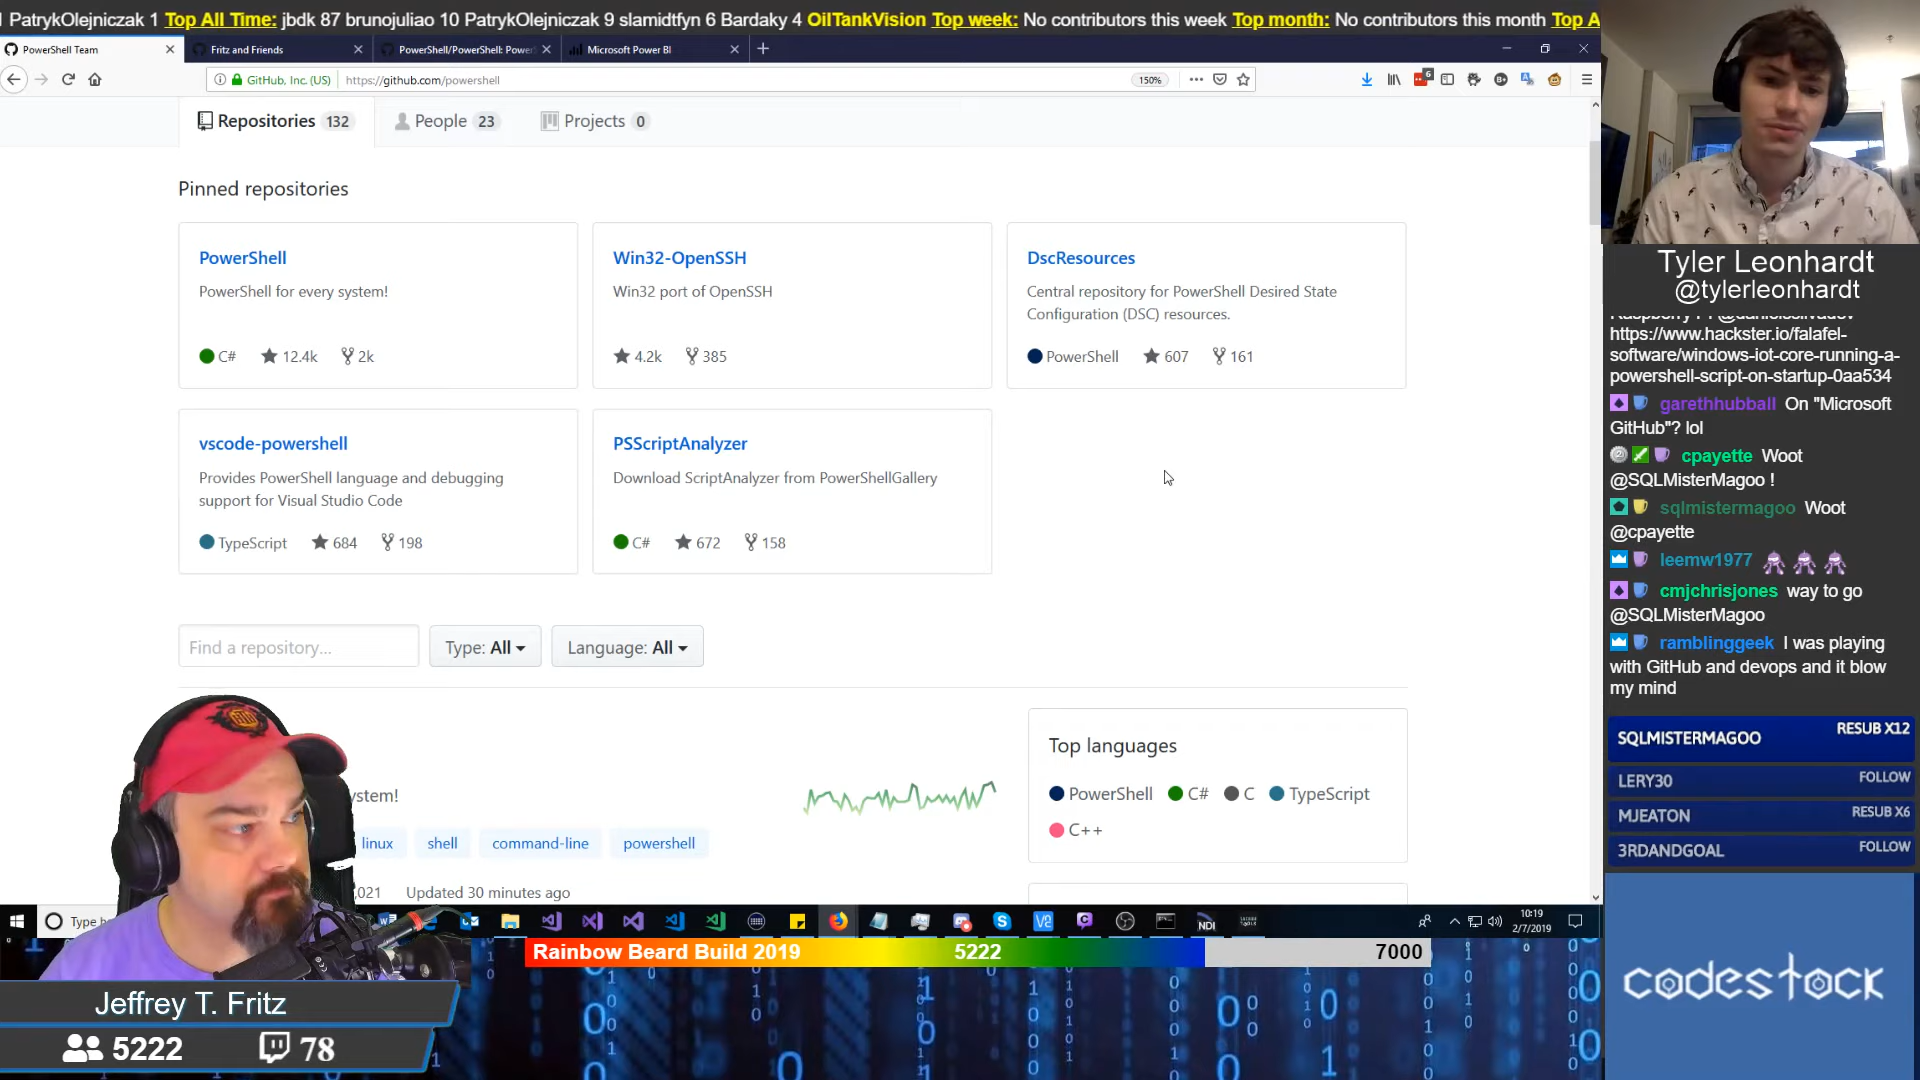 PatrykOlejniczak 1 Top All Time: jbdk 87 brunojuliao 10 PatrykOlejniczak 9 slamidtfyn 6 Bardaky 4 OilTankVision Top week: No contributors this week Top month: No contributors this month Top A
PowerShell Team
Fritz and Friends
PowerShell/PowerShell: Power
Microsoft Power BI
GitHub, Inc. (US)
https://github.com/powershell
150%
6
Repositories 132
People 23
Projects 0
Pinned repositories
PowerShell
PowerShell for every system!
C# 12.4k 2k
Win32-OpenSSH
Win32 port of OpenSSH
4.2k 385
DscResources
Central repository for PowerShell Desired State
Configuration (DSC) resources.
PowerShell 607 161
vscode-powershell
Provides PowerShell language and debugging
support for Visual Studio Code
TypeScript 684 198
PSScriptAnalyzer
Download ScriptAnalyzer from PowerShellGallery
C# 672 158
Find a repository...
Type: All
Language: All
ystem!
linux shell command-line powershell
,021 Updated 30 minutes ago
Top languages
PowerShell C# C TypeScript
C++
Type h
NDI
10:19
2/7/2019
Rainbow Beard Build 2019 5222 7000
Jeffrey T. Fritz
5222 78
Tyler Leonhardt
@tylerleonhardt
https://www.hackster.io/falafel-
software/windows-iot-core-running-a-
powershell-script-on-startup-0aa534
garethhubball On "Microsoft
GitHub"? lol
cpayette Woot
@SQLMisterMagoo !
sqlmistermagoo Woot
@cpayette
leemw1977
cmjchrisjones way to go
@SQLMisterMagoo
ramblinggeek I was playing
with GitHub and devops and it blow
my mind
SQLMISTERMAGOO RESUB X12
LERY30 FOLLOW
MJEATON RESUB X6
3RDANDGOAL FOLLOW
codestock